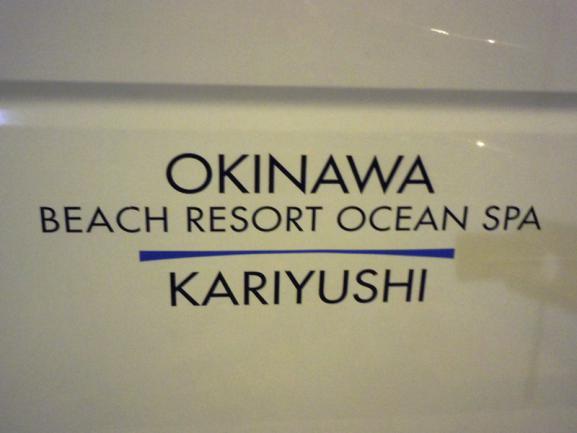 OKINAWA
BEACH RESORT OCEAN SPA
KARIYUSHI